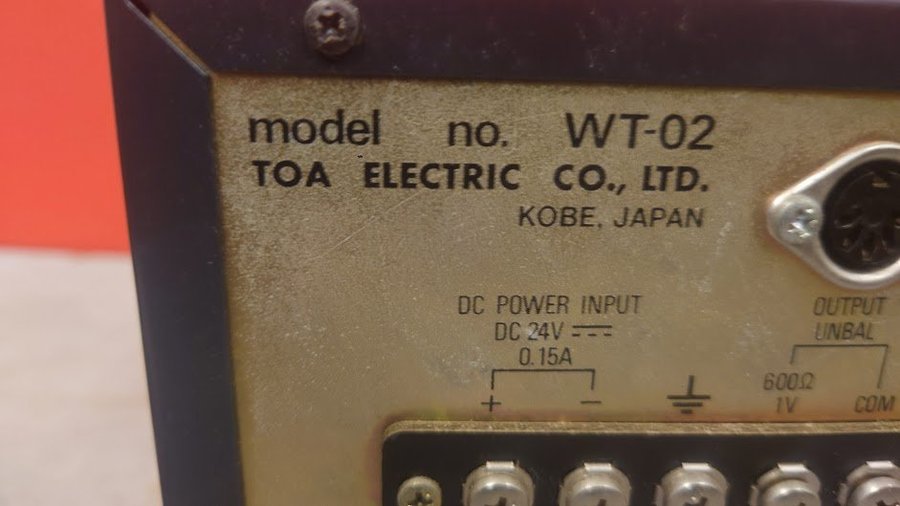 model no. WT-02
TOA ELECTRIC CO., LTD.
KOBE, JAPAN
DC POWER INPUT
DC 24V
0.15A
+ −
OUTPUT
UNBAL
600Ω
1V COM